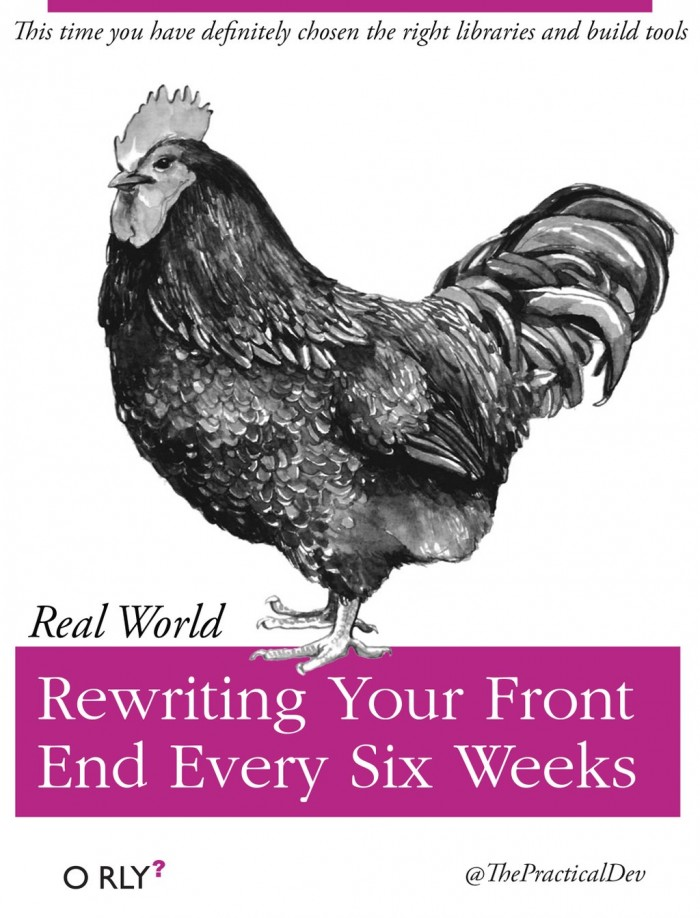 This time you have definitely chosen the right libraries and build tools
Real World
Rewriting Your Front
End Every Six Weeks
O RLY?
@ThePracticalDev